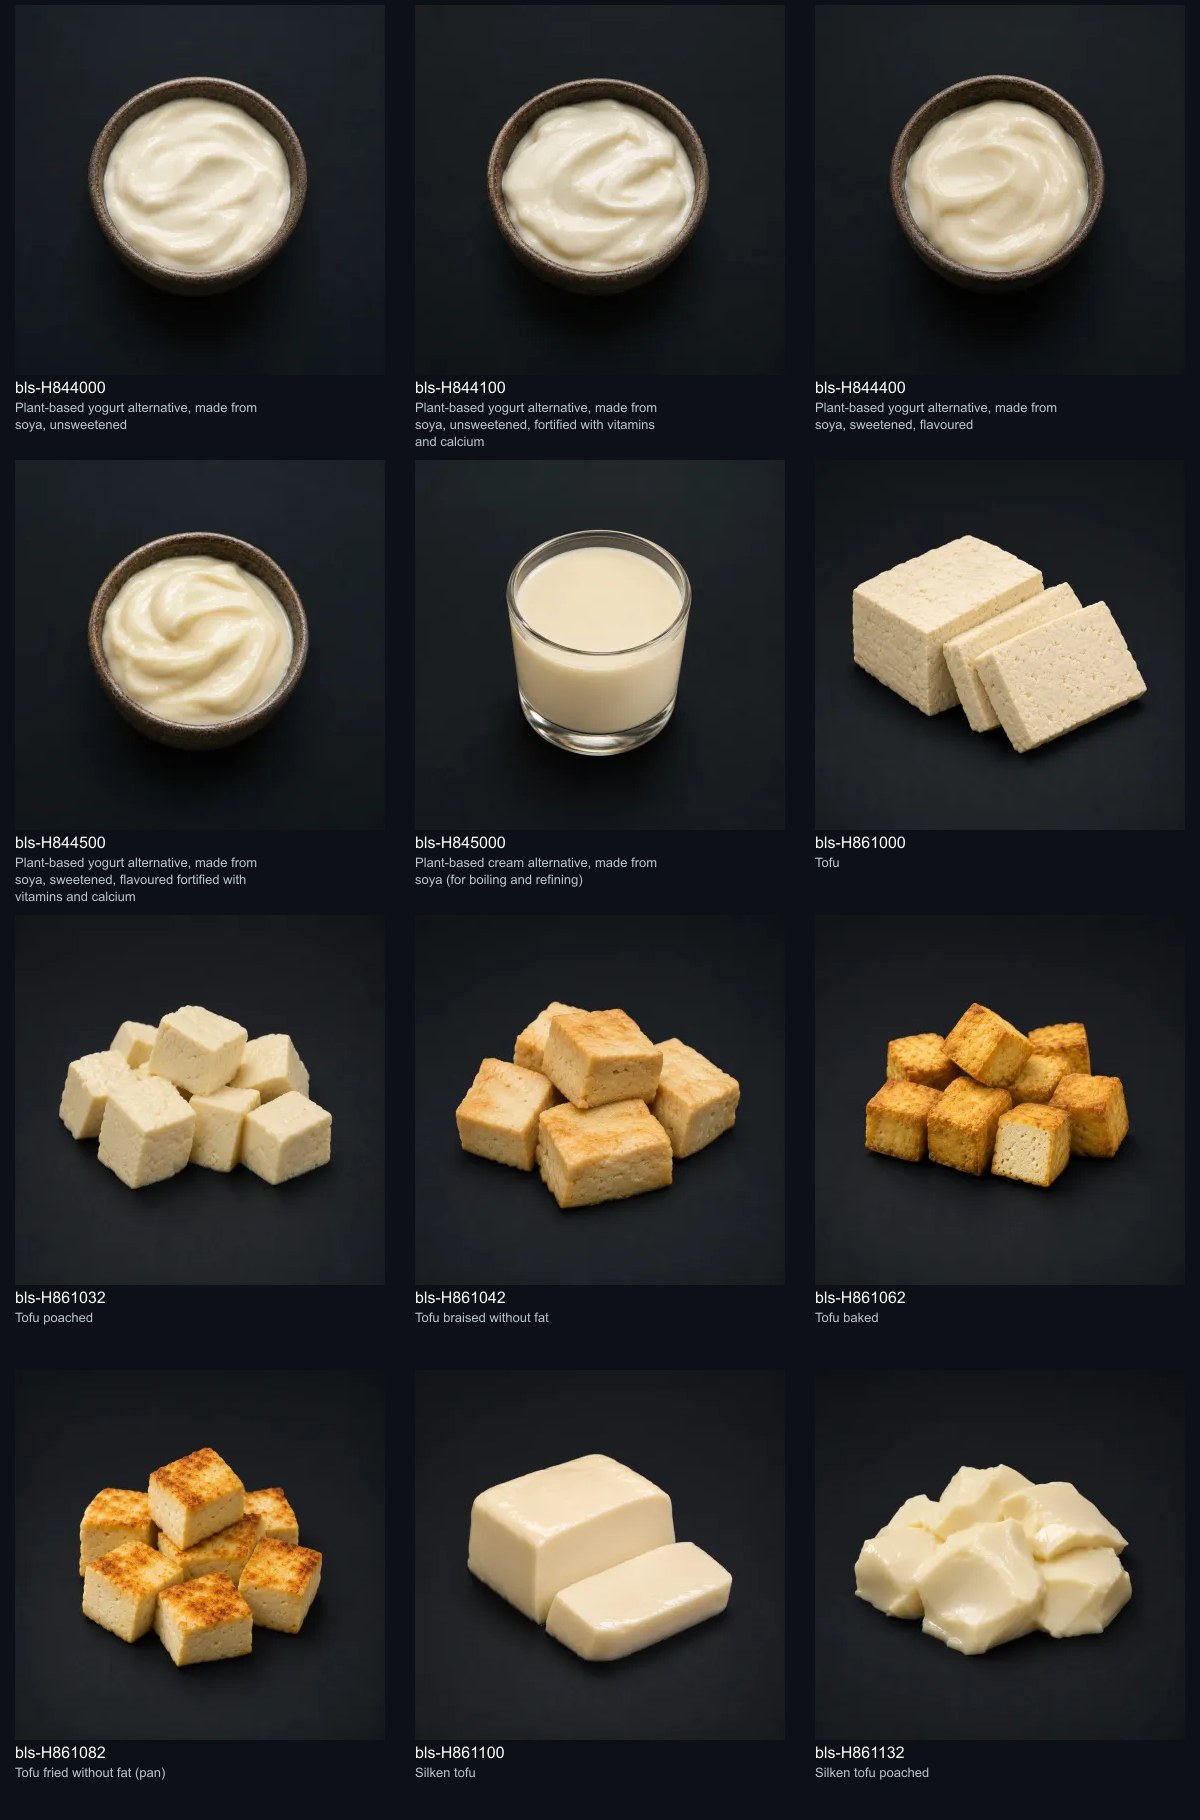 bls-H844000
Plant-based yogurt alternative, made from
soya, unsweetened
bls-H844100
Plant-based yogurt alternative, made from
soya, unsweetened, fortified with vitamins
and calcium
bls-H844400
Plant-based yogurt alternative, made from
soya, sweetened, flavoured
bls-H844500
Plant-based yogurt alternative, made from
soya, sweetened, flavoured fortified with
vitamins and calcium
bls-H845000
Plant-based cream alternative, made from
soya (for boiling and refining)
bls-H861000
Tofu
bls-H861032
Tofu poached
bls-H861042
Tofu braised without fat
bls-H861062
Tofu baked
bls-H861082
Tofu fried without fat (pan)
bls-H861100
Silken tofu
bls-H861132
Silken tofu poached